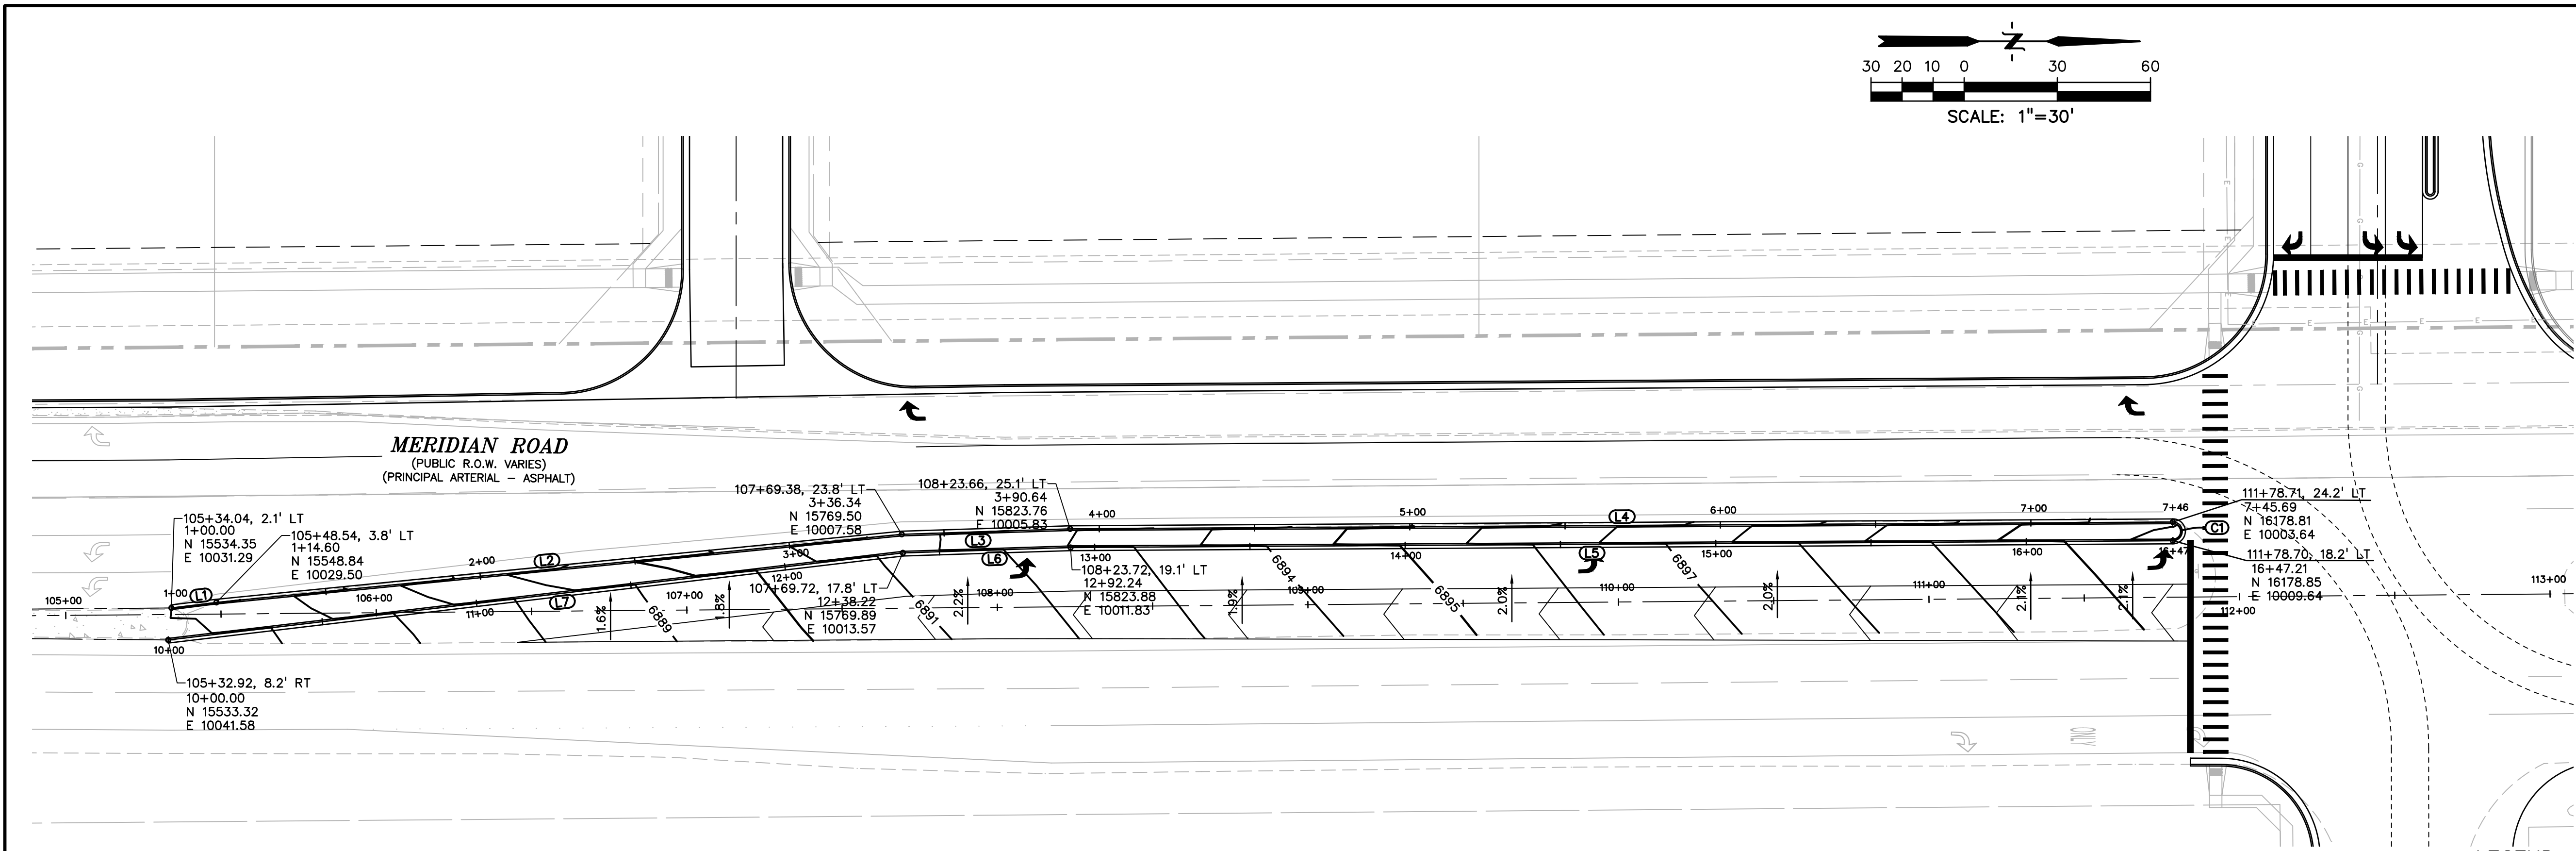 N
30 20 10 0 30 60
SCALE: 1"=30'
MERIDIAN ROAD
(PUBLIC R.O.W. VARIES)
(PRINCIPAL ARTERIAL - ASPHALT)
105+34.04, 2.1' LT
1+00.00
N 15534.35
E 10031.29
105+48.54, 3.8' LT
1+14.60
N 15548.84
E 10029.50
107+69.38, 23.8' LT
3+36.34
N 15769.50
E 10007.58
108+23.66, 25.1' LT
3+90.64
N 15823.76
E 10005.83
111+78.71, 24.2' LT
7+45.69
N 16178.81
E 10003.64
111+78.70, 18.2' LT
16+47.21
N 16178.85
E 10009.64
107+69.72, 17.8' LT
12+38.22
N 15769.89
E 10013.57
108+23.72, 19.1' LT
12+92.24
N 15823.88
E 10011.83
105+32.92, 8.2' RT
10+00.00
N 15533.32
E 10041.58
1+00 2+00 3+00 4+00 5+00 6+00 7+00 7+46
10+00 11+00 12+00 13+00 14+00 15+00 16+00 16+47
105+00 106+00 107+00 108+00 109+00 110+00 111+00 112+00 113+00
L1 L2 L3 L4 L5 L6 L7 C1
6889 6891 6894 6895 6897
1.6% 1.8% 2.2% 1.9% 2.0% 2.0% 2.1% 2.1%
E E E E E E
G G G
ONLY